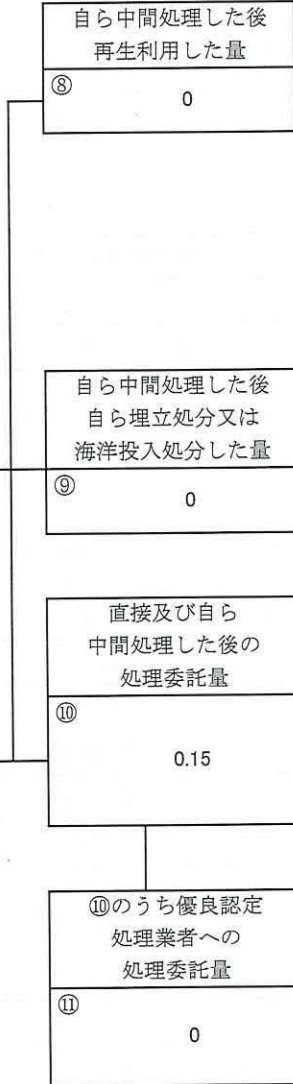 自ら中間処理した後
再生利用した量
⑧
0
自ら中間処理した後
自ら埋立処分又は
海洋投入処分した量
⑨
0
直接及び自ら
中間処理した後の
処理委託量
⑩
0.15
⑩のうち優良認定
処理業者への
処理委託量
⑪
0